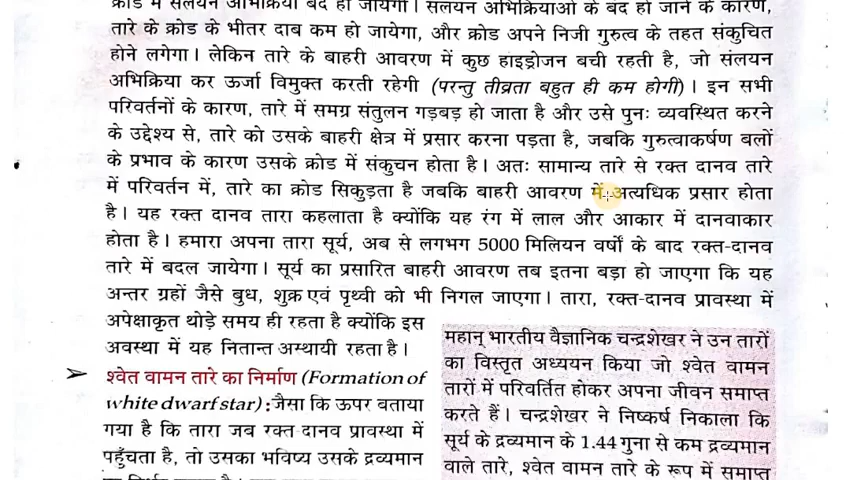 क्रोड में संलयन अभिक्रिया बंद हो जायेगी। संलयन अभिक्रियाओं के बंद हो जाने के कारण,
तारे के क्रोड के भीतर दाब कम हो जायेगा, और क्रोड अपने निजी गुरुत्व के तहत संकुचित
होने लगेगा। लेकिन तारे के बाहरी आवरण में कुछ हाइड्रोजन बची रहती है, जो संलयन
अभिक्रिया कर ऊर्जा विमुक्त करती रहेगी (परन्तु तीव्रता बहुत ही कम होगी)। इन सभी
परिवर्तनों के कारण, तारे में समग्र संतुलन गड़बड़ हो जाता है और उसे पुनः व्यवस्थित करने
के उद्देश्य से, तारे को उसके बाहरी क्षेत्र में प्रसार करना पड़ता है, जबकि गुरुत्वाकर्षण बलों
के प्रभाव के कारण उसके क्रोड में संकुचन होता है। अतः सामान्य तारे से रक्त दानव तारे
में परिवर्तन में, तारे का क्रोड सिकुड़ता है जबकि बाहरी आवरण में अत्यधिक प्रसार होता
है। यह रक्त दानव तारा कहलाता है क्योंकि यह रंग में लाल और आकार में दानवाकार
होता है। हमारा अपना तारा सूर्य, अब से लगभग 5000 मिलियन वर्षों के बाद रक्त-दानव
तारे में बदल जायेगा। सूर्य का प्रसारित बाहरी आवरण तब इतना बड़ा हो जाएगा कि यह
अन्तर ग्रहों जैसे बुध, शुक्र एवं पृथ्वी को भी निगल जाएगा। तारा, रक्त-दानव प्रावस्था में
अपेक्षाकृत थोड़े समय ही रहता है क्योंकि इस
अवस्था में यह नितान्त अस्थायी रहता है।
➢ श्वेत वामन तारे का निर्माण (Formation of
white dwarf star) : जैसा कि ऊपर बताया
गया है कि तारा जब रक्त-दानव प्रावस्था में
पहुँचता है, तो उसका भविष्य उसके द्रव्यमान
महान् भारतीय वैज्ञानिक चन्द्रशेखर ने उन तारों
का विस्तृत अध्ययन किया जो श्वेत वामन
तारों में परिवर्तित होकर अपना जीवन समाप्त
करते हैं। चन्द्रशेखर ने निष्कर्ष निकाला कि
सूर्य के द्रव्यमान के 1.44 गुना से कम द्रव्यमान
वाले तारे, श्वेत वामन तारे के रूप में समाप्त